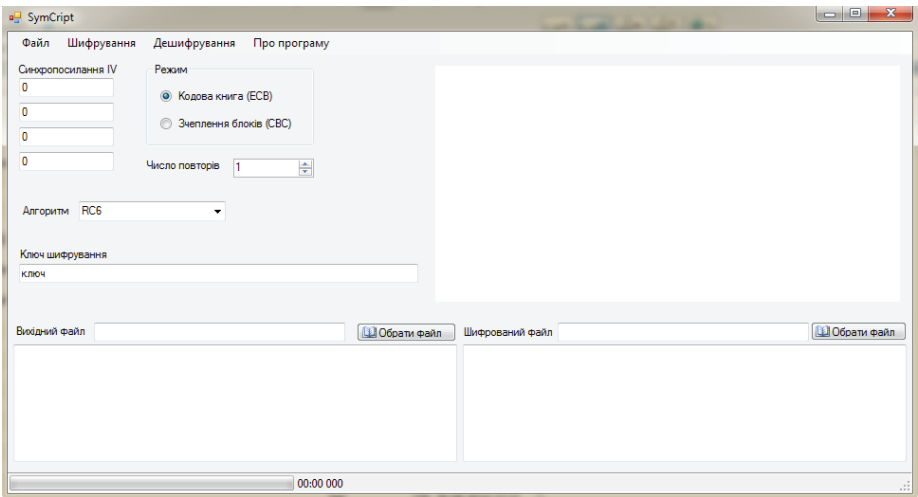 SymCript
Файл Шифрування Дешифрування Про програму
Синхропосилання IV
0
0
0
0
Режим
Кодова книга (ECB)
Зчеплення блоків (CBC)
Число повторів 1
Алгоритм RC6
Ключ шифрування
ключ
Вихідний файл Обрати файл
Шифрований файл Обрати файл
00:00 000